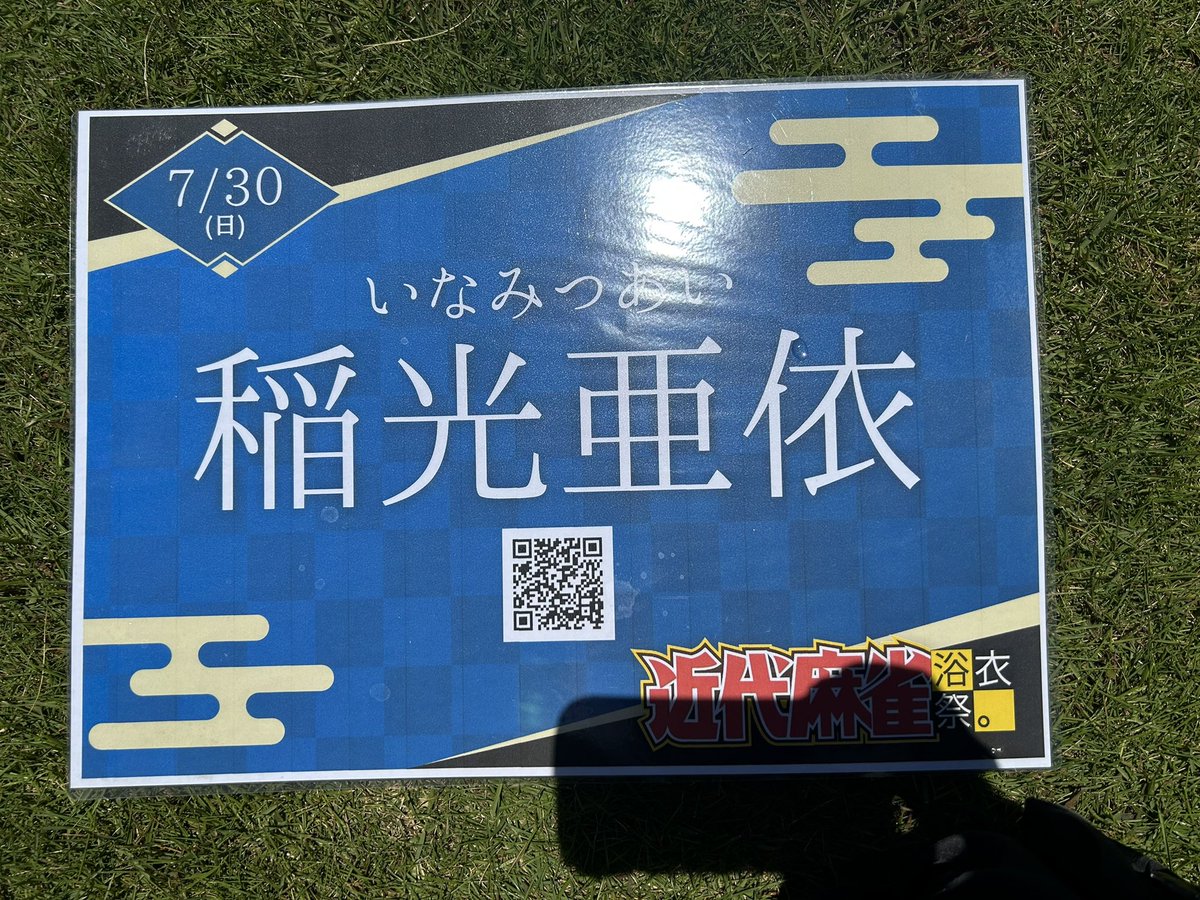 7/30
(日)
いなみつあい
稲光亜依
近代麻雀
浴衣
祭。